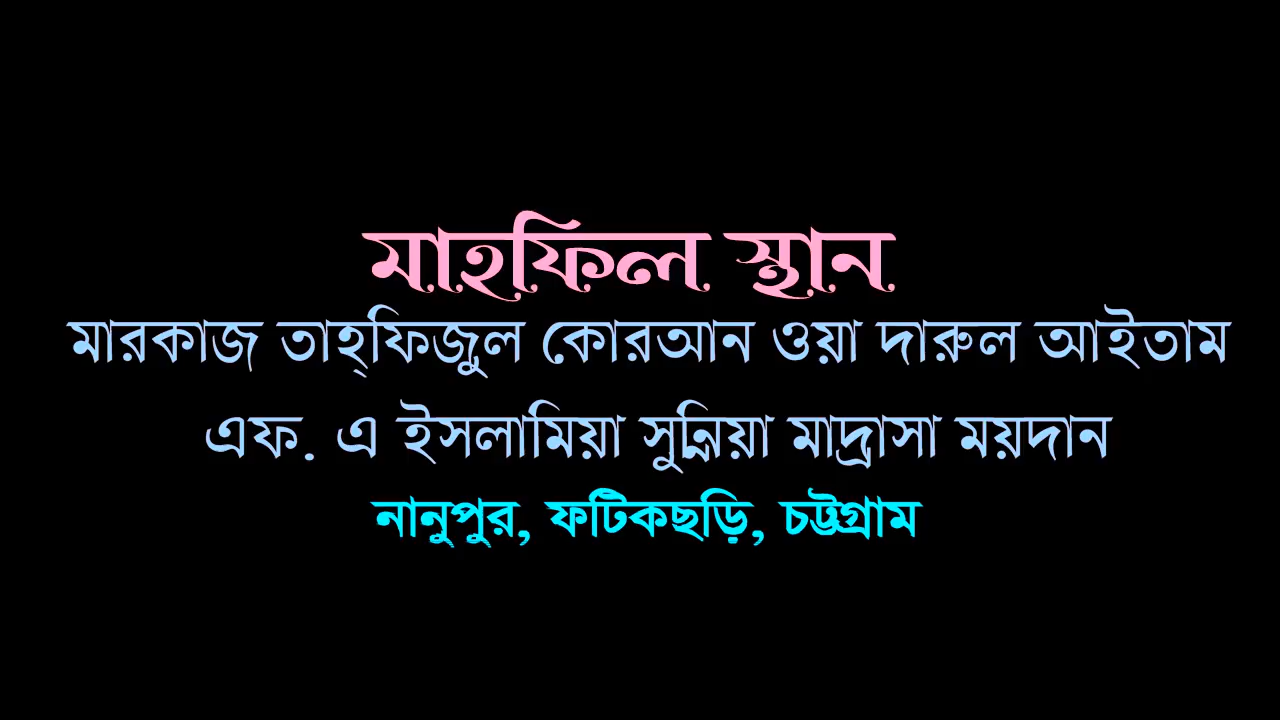 মাহফিল স্থান
মারকাজ তাহ্ফিজুল কোরআন ওয়া দারুল আইতাম
এফ. এ ইসলামিয়া সুন্নিয়া মাদ্রাসা ময়দান
নানুপুর, ফটিকছড়ি, চট্টগ্রাম